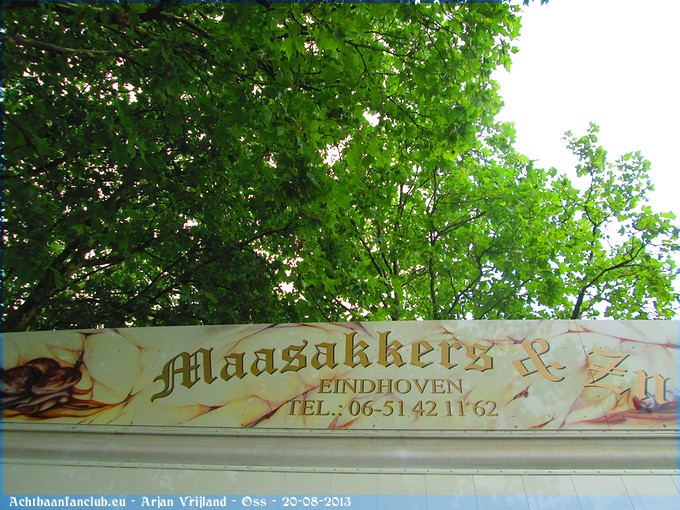 Maasakkers & Zn
EINDHOVEN
TEL.: 06-51 42 11 62
Achtbaanfanclub.eu - Arjan Vrijland - Oss - 20-08-2013